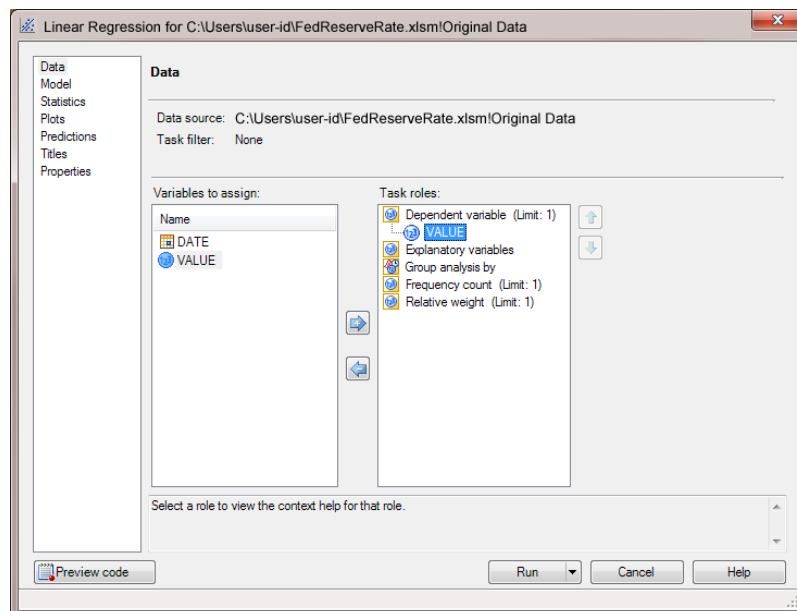 Linear Regression for C:\Users\user-id\FedReserveRate.xlsm!Original Data
Data
Model
Statistics
Plots
Predictions
Titles
Properties
Data
Data source: C:\Users\user-id\FedReserveRate.xlsm!Original Data
Task filter: None
Variables to assign:
Name
DATE
VALUE
Task roles:
Dependent variable (Limit: 1)
VALUE
Explanatory variables
Group analysis by
Frequency count (Limit: 1)
Relative weight (Limit: 1)
Select a role to view the context help for that role.
Preview code
Run
Cancel
Help